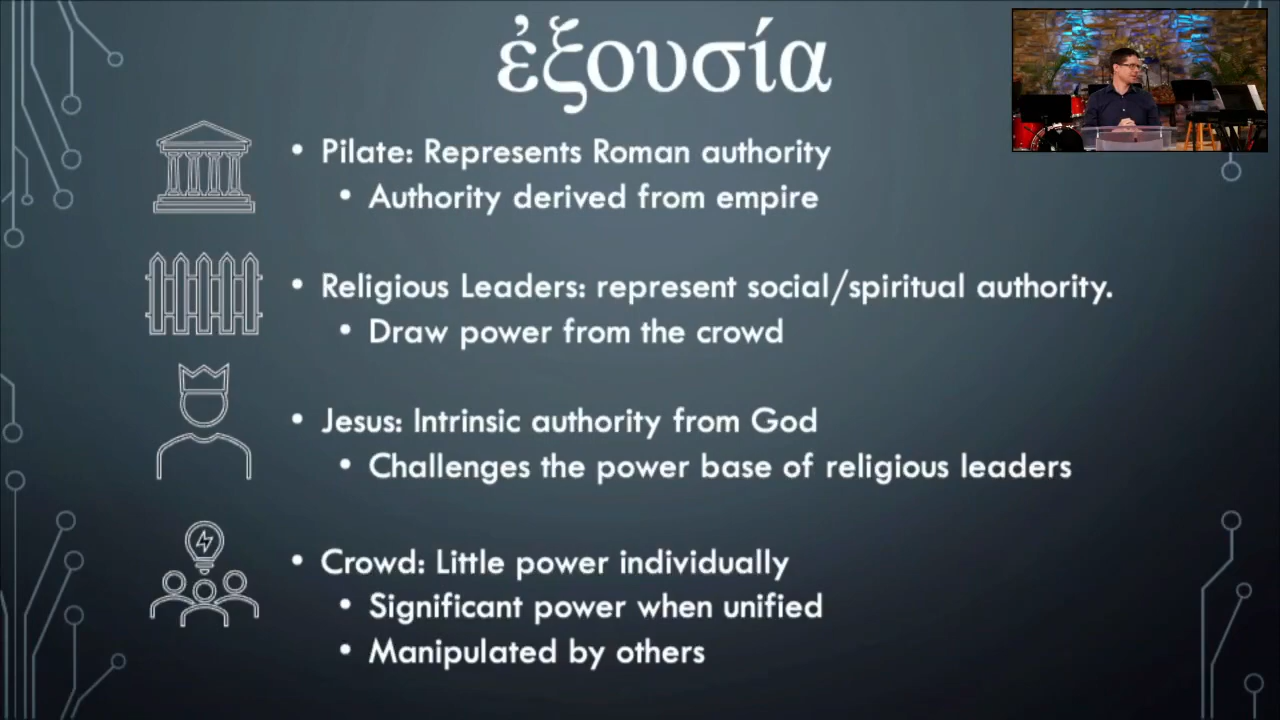 ἐξουσία
• Pilate: Represents Roman authority
• Authority derived from empire
• Religious Leaders: represent social/spiritual authority.
• Draw power from the crowd
• Jesus: Intrinsic authority from God
• Challenges the power base of religious leaders
• Crowd: Little power individually
• Significant power when unified
• Manipulated by others